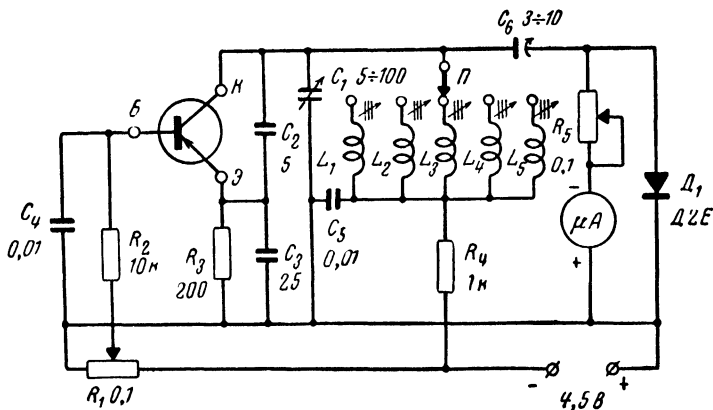 C₆ 3÷10
К
C₁ 5÷100
П
Б
R₅
0,1
C₂
5
L₁
L₂
L₃
L₄
L₅
Э
Д₁
Д2Е
C₄
0,01
R₂
10к
R₃
200
C₃
25
C₅
0,01
R₄
1к
-
μA
+
R₁ 0,1
-
+
4,5В